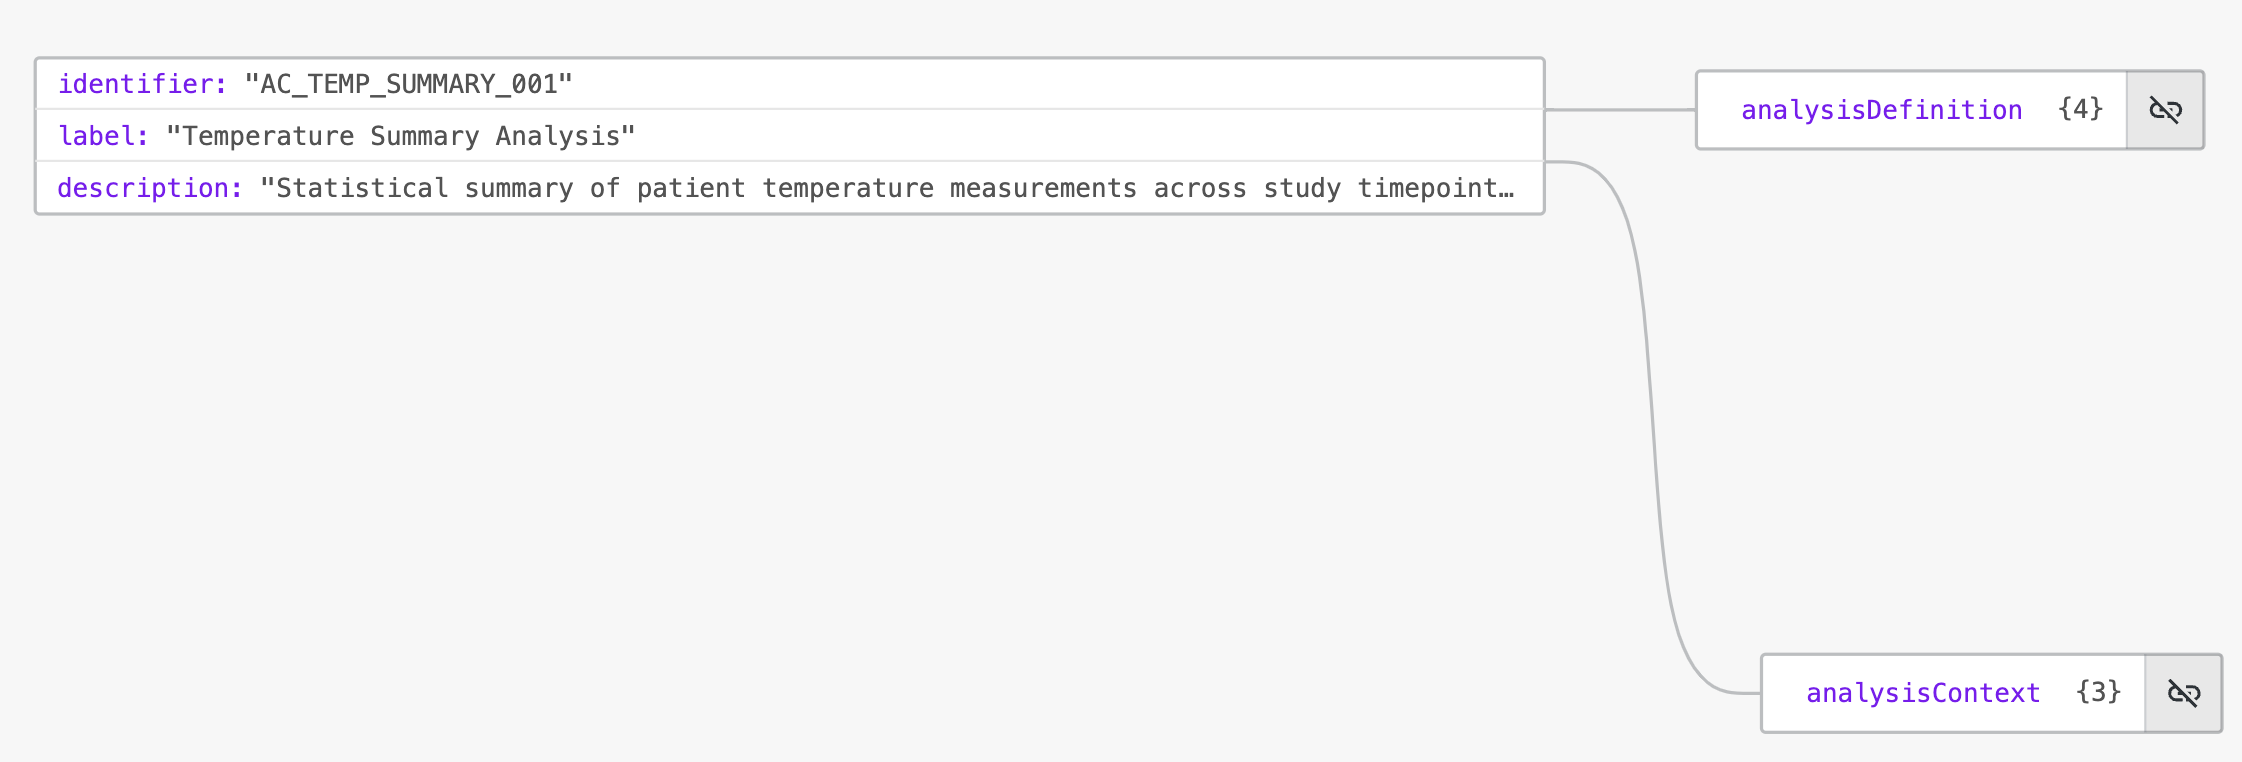 identifier: "AC_TEMP_SUMMARY_001"
label: "Temperature Summary Analysis"
description: "Statistical summary of patient temperature measurements across study timepoint…
analysisDefinition {4}
analysisContext {3}